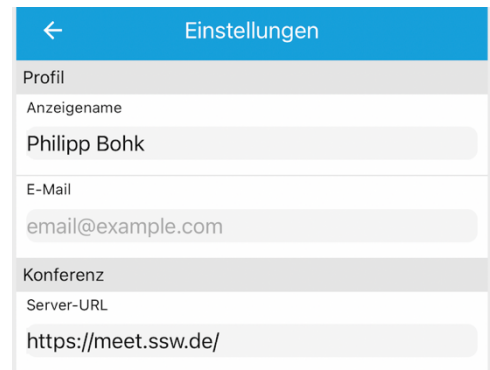 Einstellungen
Profil
Anzeigename
Philipp Bohk
E-Mail
email@example.com
Konferenz
Server-URL
https://meet.ssw.de/